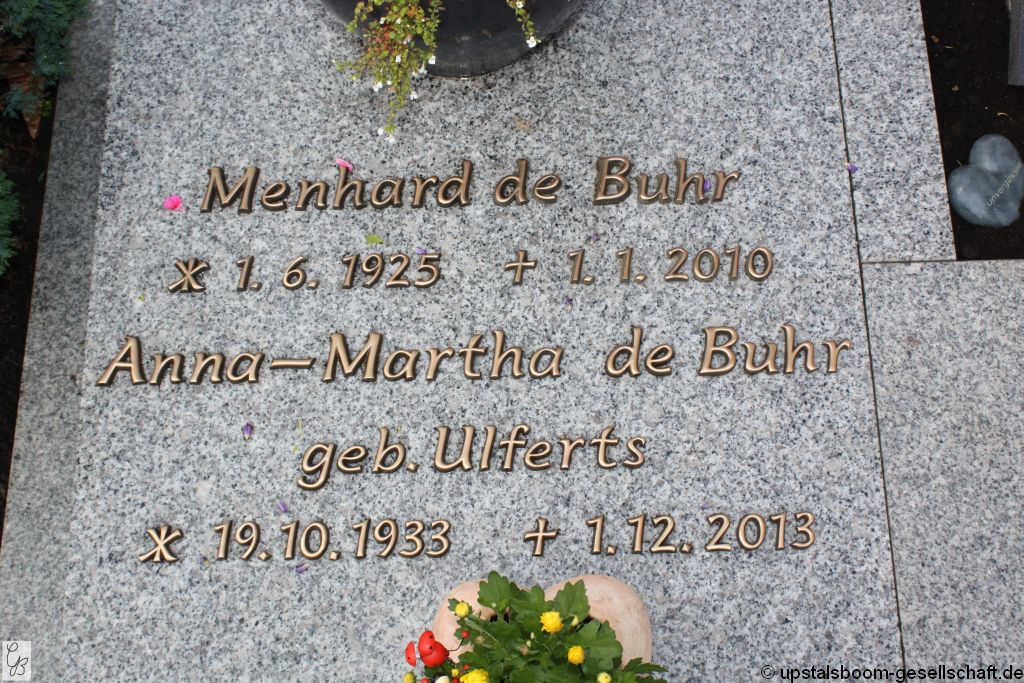 Menhard de Buhr
* 1. 6. 1925 + 1. 1. 2010
Anna-Martha de Buhr
geb. Ulferts
* 19. 10. 1933 + 1. 12. 2013
unvergessen
© upstalsboom-gesellschaft.de